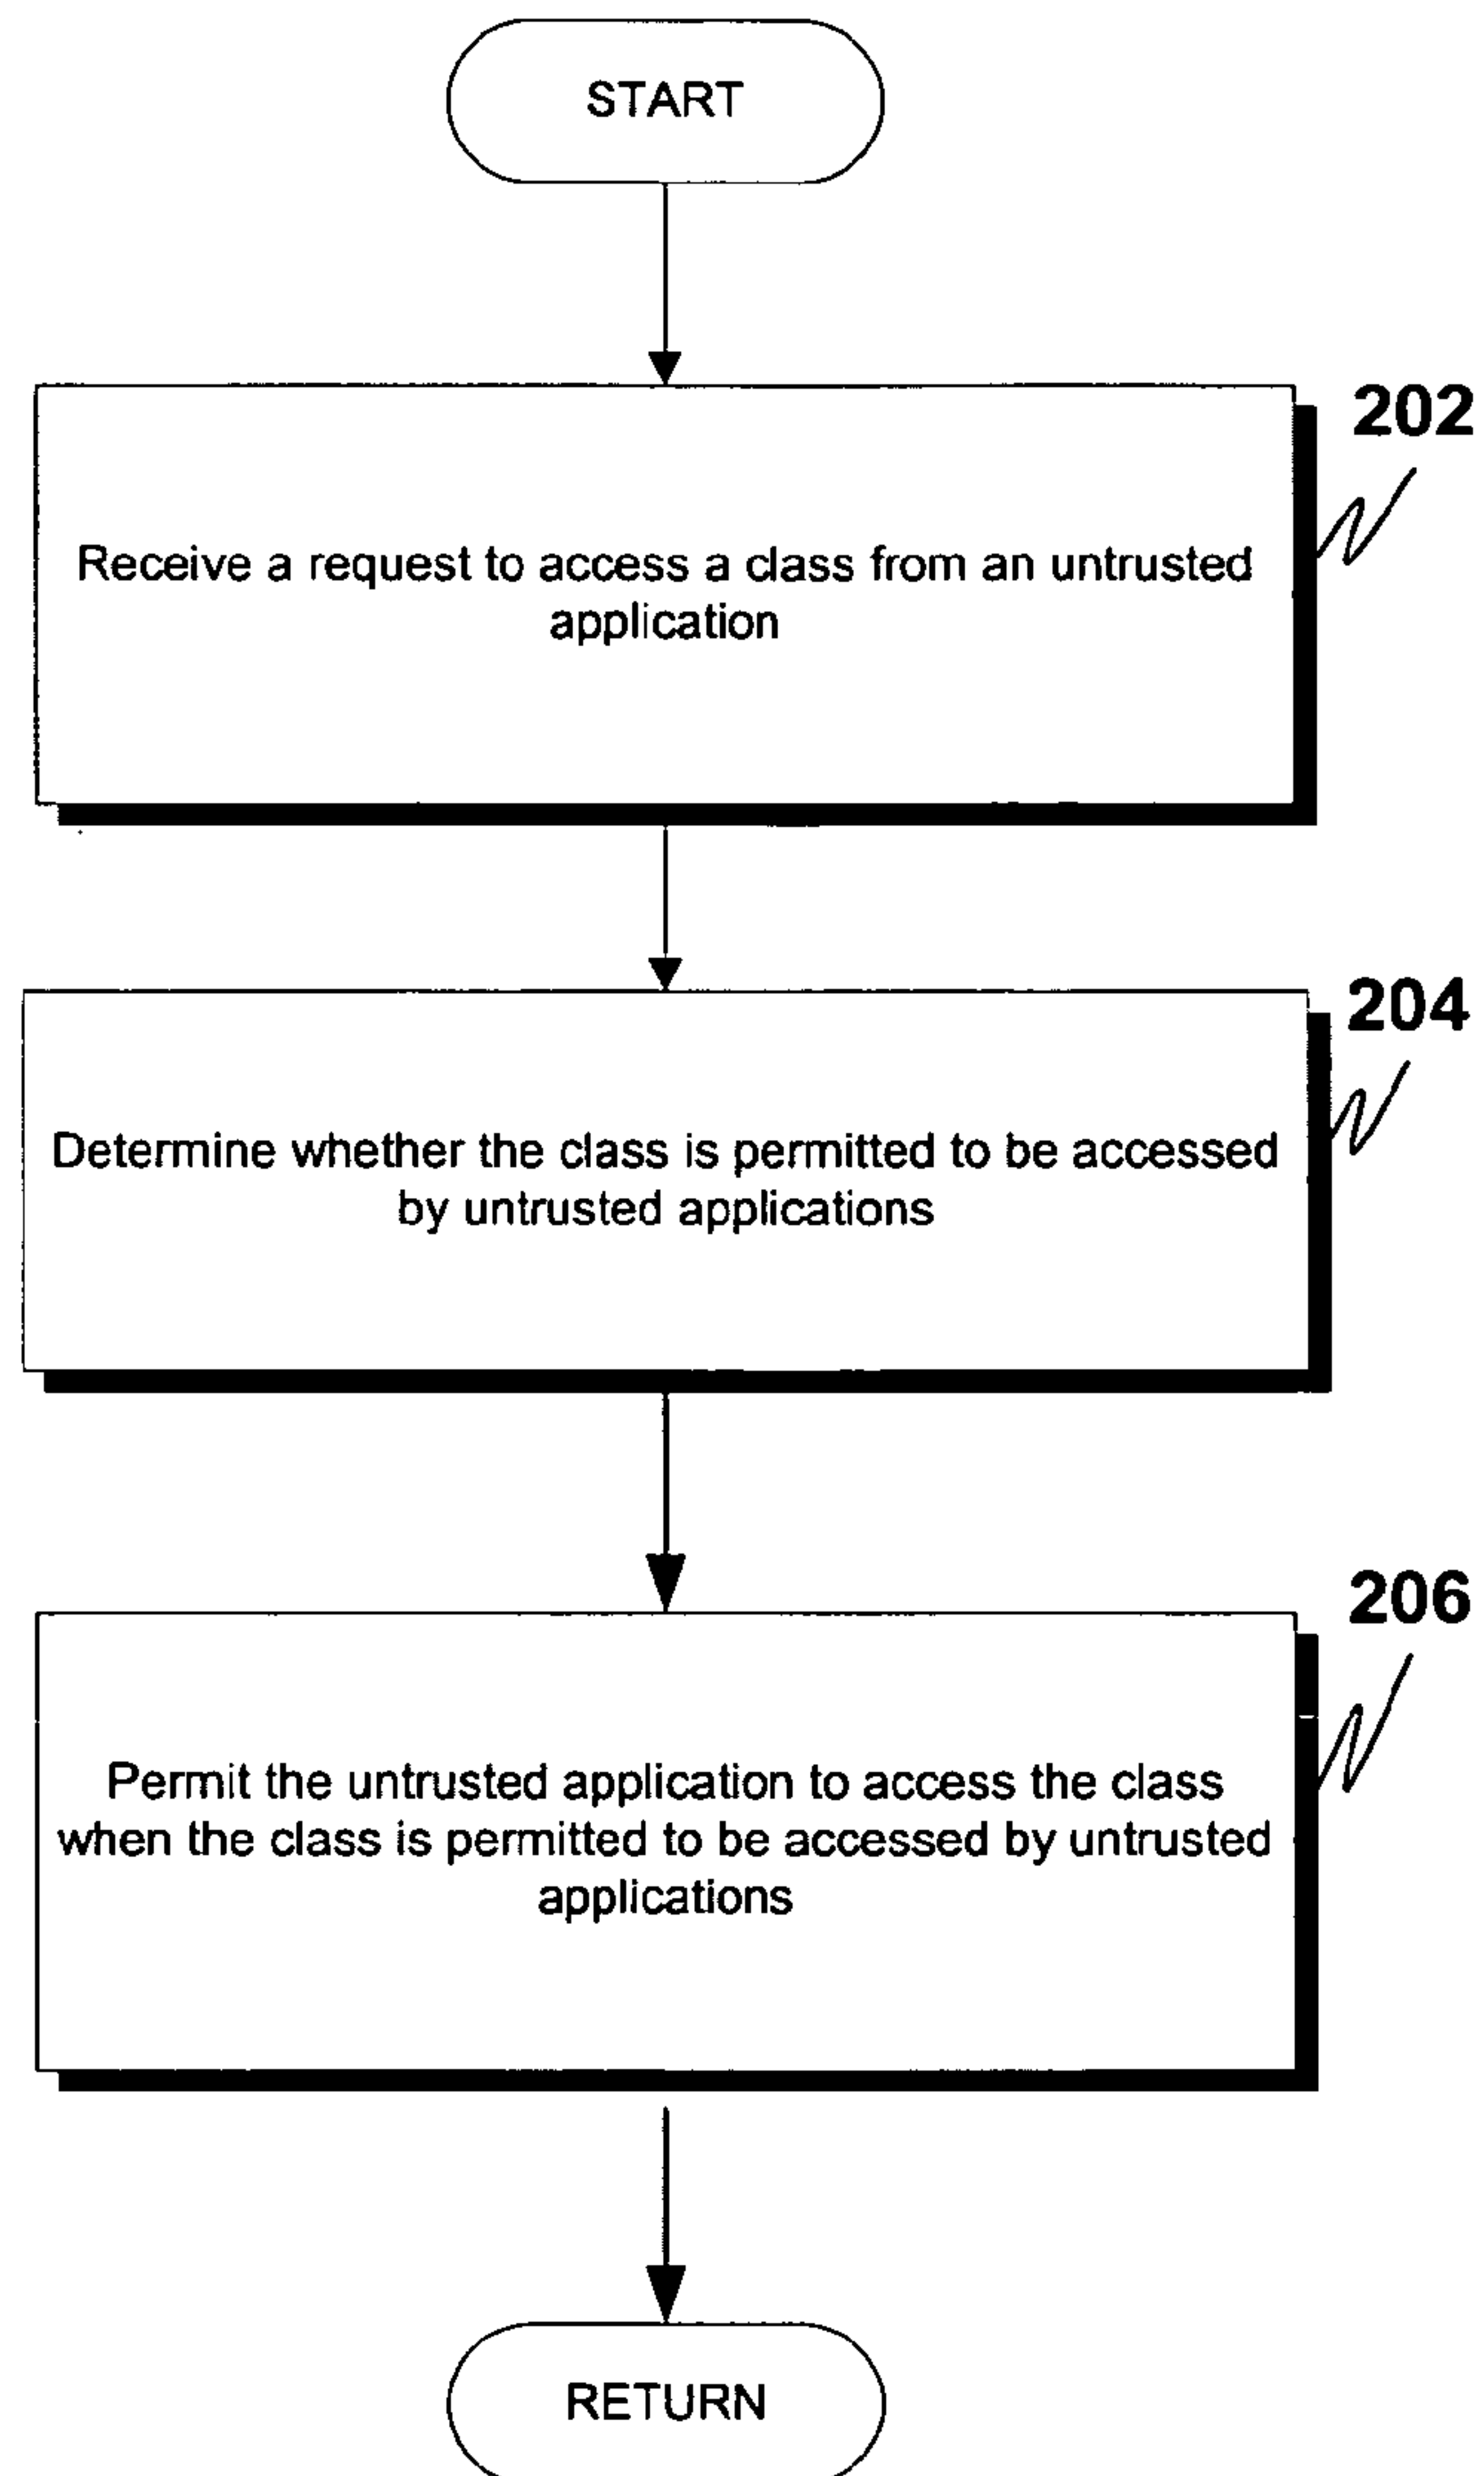 START
202
Receive a request to access a class from an untrusted
application
204
Determine whether the class is permitted to be accessed
by untrusted applications
206
Permit the untrusted application to access the class
when the class is permitted to be accessed by untrusted
applications
RETURN